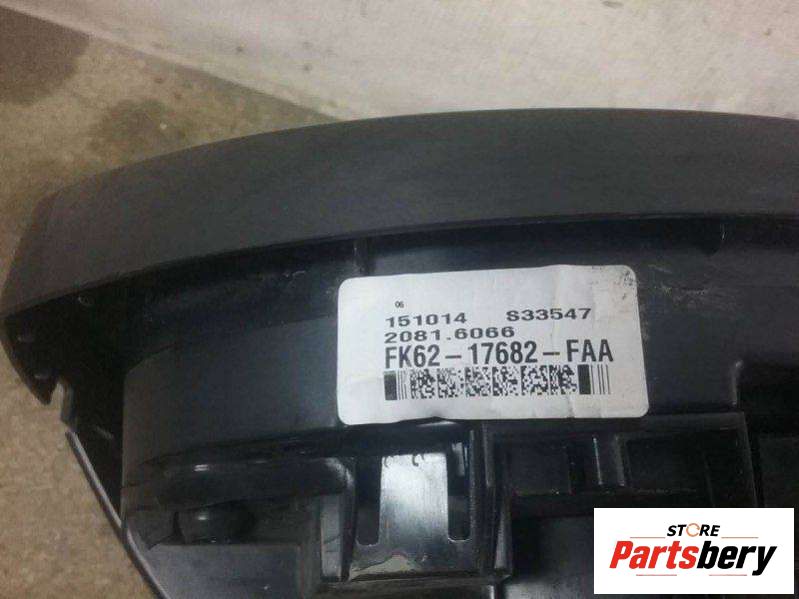 06
151014 S33547
2081.6066
FK62-17682-FAA
STORE
Partsbery